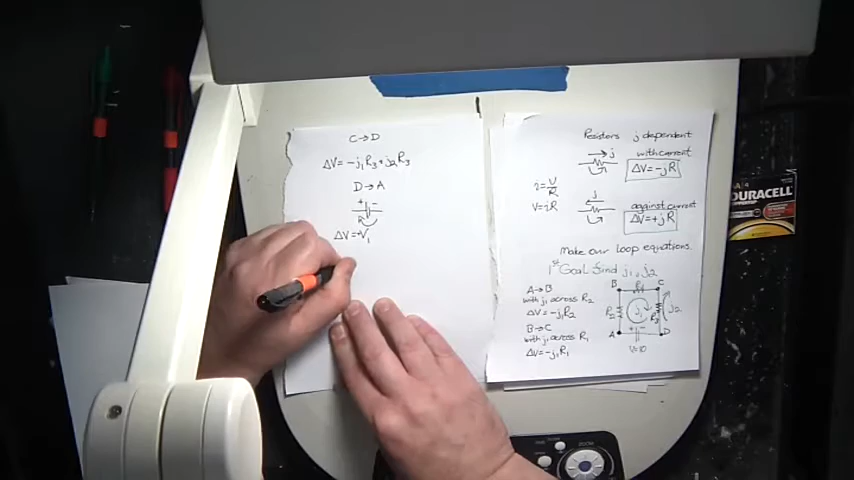 C→D
ΔV=-j₁R₃+j₂R₃
D→A
+ -
R
ΔV=+V₁
Resistors j dependent
→j with current
ΔV=-jR
i=V/R
V=jR
←j against current
ΔV=+jR
Make our loop equations.
1st Goal find j₁, j₂
A→B
with j₁ across R₂
ΔV=-j₁R₂
B→C
with j₁ across R₁
ΔV=-j₁R₁
B R₁ C
R₂ j₁ R₃ j₂
A + - D
V=10
DURACELL
ZOOM